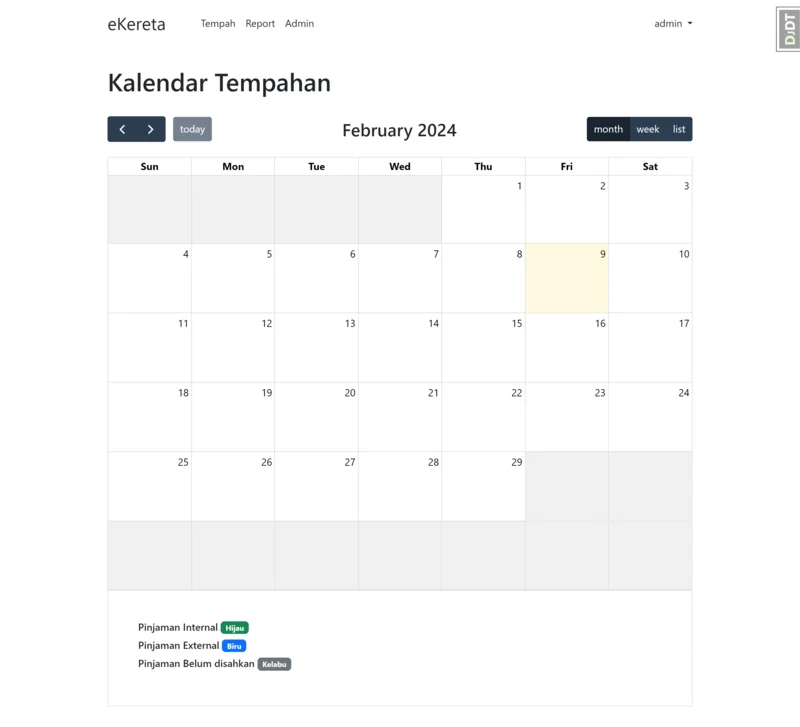 eKereta Tempah Report Admin admin
DjDT
Kalendar Tempahan
today February 2024 month week list
Sun Mon Tue Wed Thu Fri Sat
1 2 3
4 5 6 7 8 9 10
11 12 13 14 15 16 17
18 19 20 21 22 23 24
25 26 27 28 29
Pinjaman Internal Hijau
Pinjaman External Biru
Pinjaman Belum disahkan Kelabu